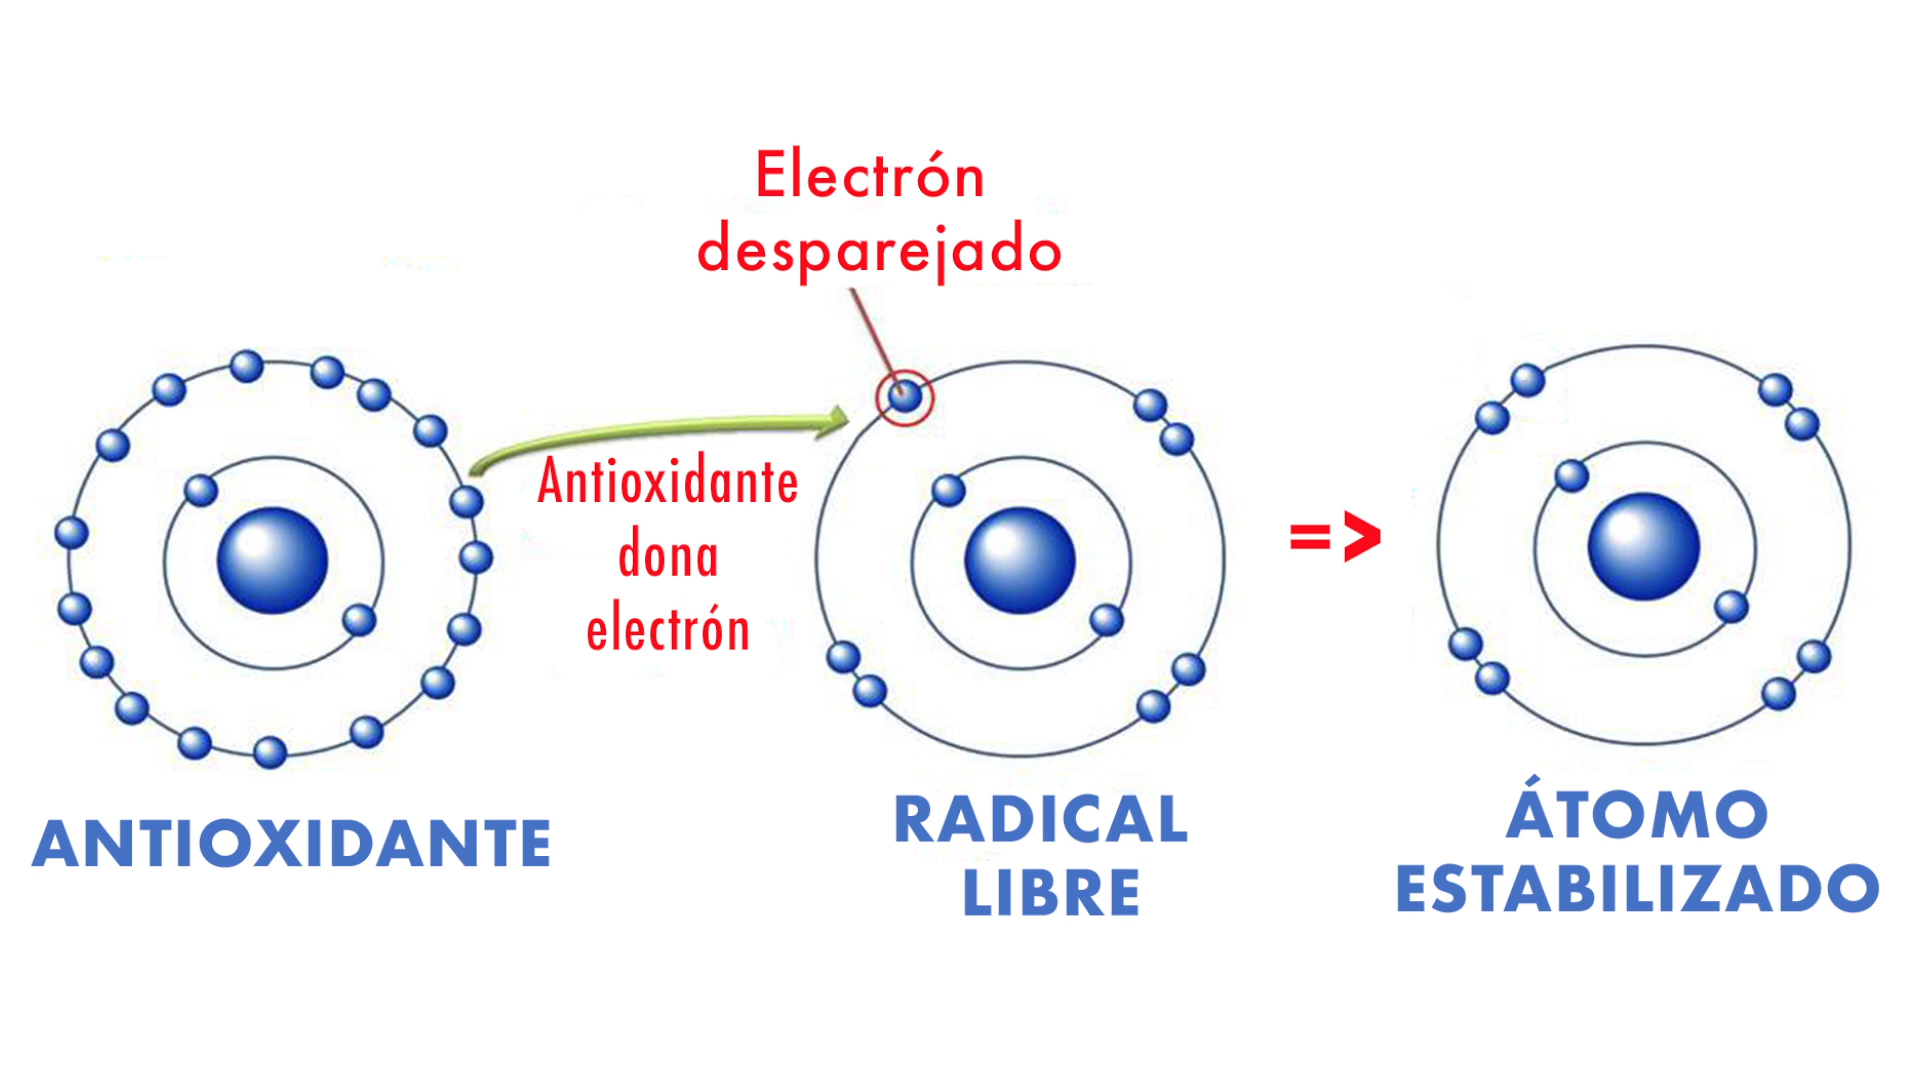 Electrón
desparejado
Antioxidante
dona
electrón
=>
ANTIOXIDANTE
RADICAL
LIBRE
ÁTOMO
ESTABILIZADO